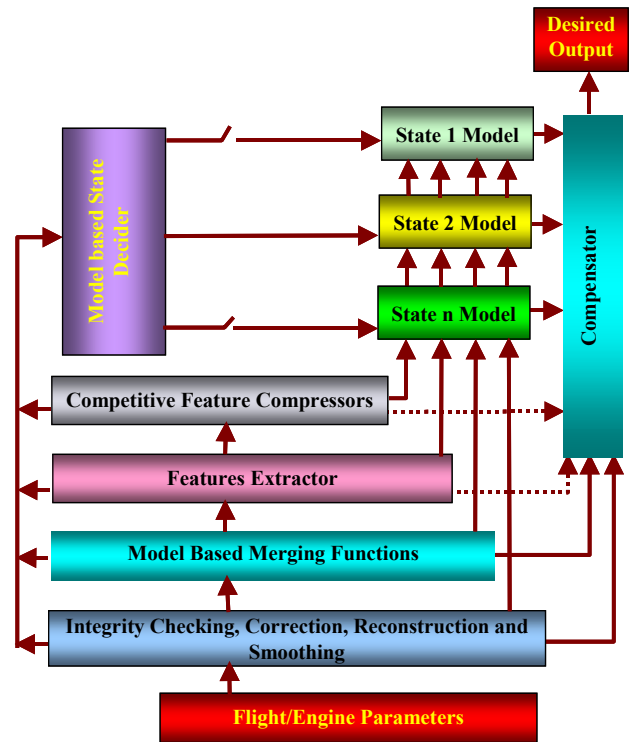 Desired
Output
State 1 Model
Model based State
Decider
State 2 Model
Compensator
State n Model
Competitive Feature Compressors
Features Extractor
Model Based Merging Functions
Integrity Checking, Correction, Reconstruction and
Smoothing
Flight/Engine Parameters